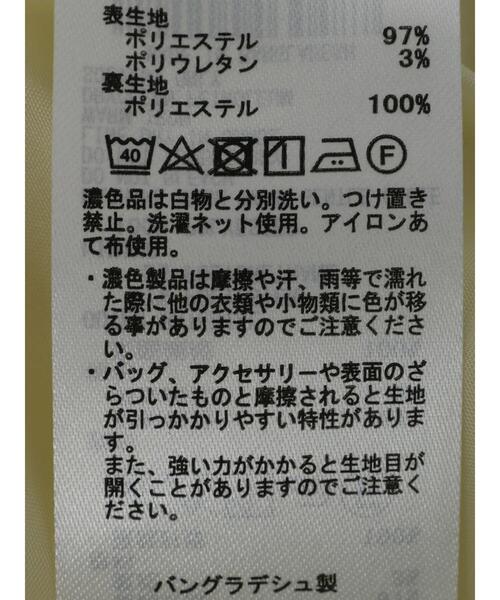 表生地
ポリエステル 97%
ポリウレタン 3%
裏生地
ポリエステル 100%
40 F
濃色品は白物と分別洗い。つけ置き
禁止。洗濯ネット使用。アイロンあ
て布使用。
・濃色製品は摩擦や汗、雨等で濡れ
た際に他の衣類や小物類に色が移
る事がありますのでご注意くださ
い。
・バッグ、アクセサリーや表面のざ
らついたものと摩擦されると生地
が引っかかりやすい特性がありま
す。
また、強い力がかかると生地目が
開くことがありますのでご注意く
ださい。
バングラデシュ製